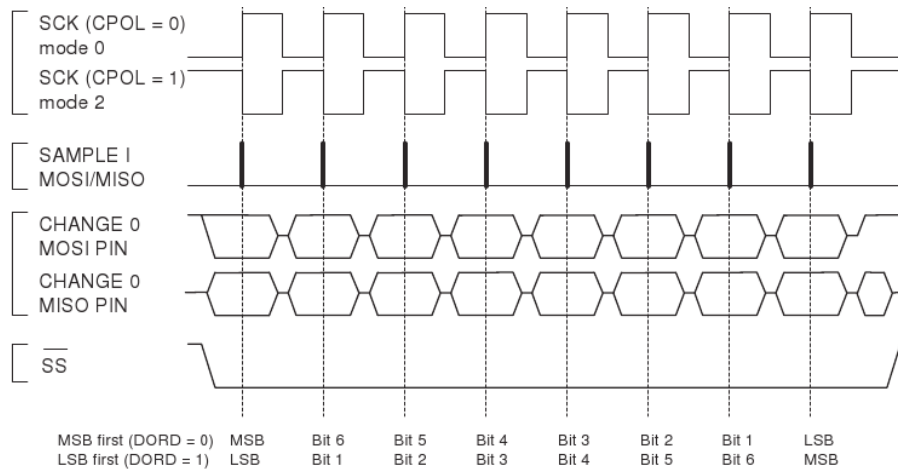 SCK (CPOL = 0)
mode 0
SCK (CPOL = 1)
mode 2
SAMPLE I
MOSI/MISO
CHANGE 0
MOSI PIN
CHANGE 0
MISO PIN
SS
MSB first (DORD = 0) MSB Bit 6 Bit 5 Bit 4 Bit 3 Bit 2 Bit 1 LSB
LSB first (DORD = 1) LSB Bit 1 Bit 2 Bit 3 Bit 4 Bit 5 Bit 6 MSB